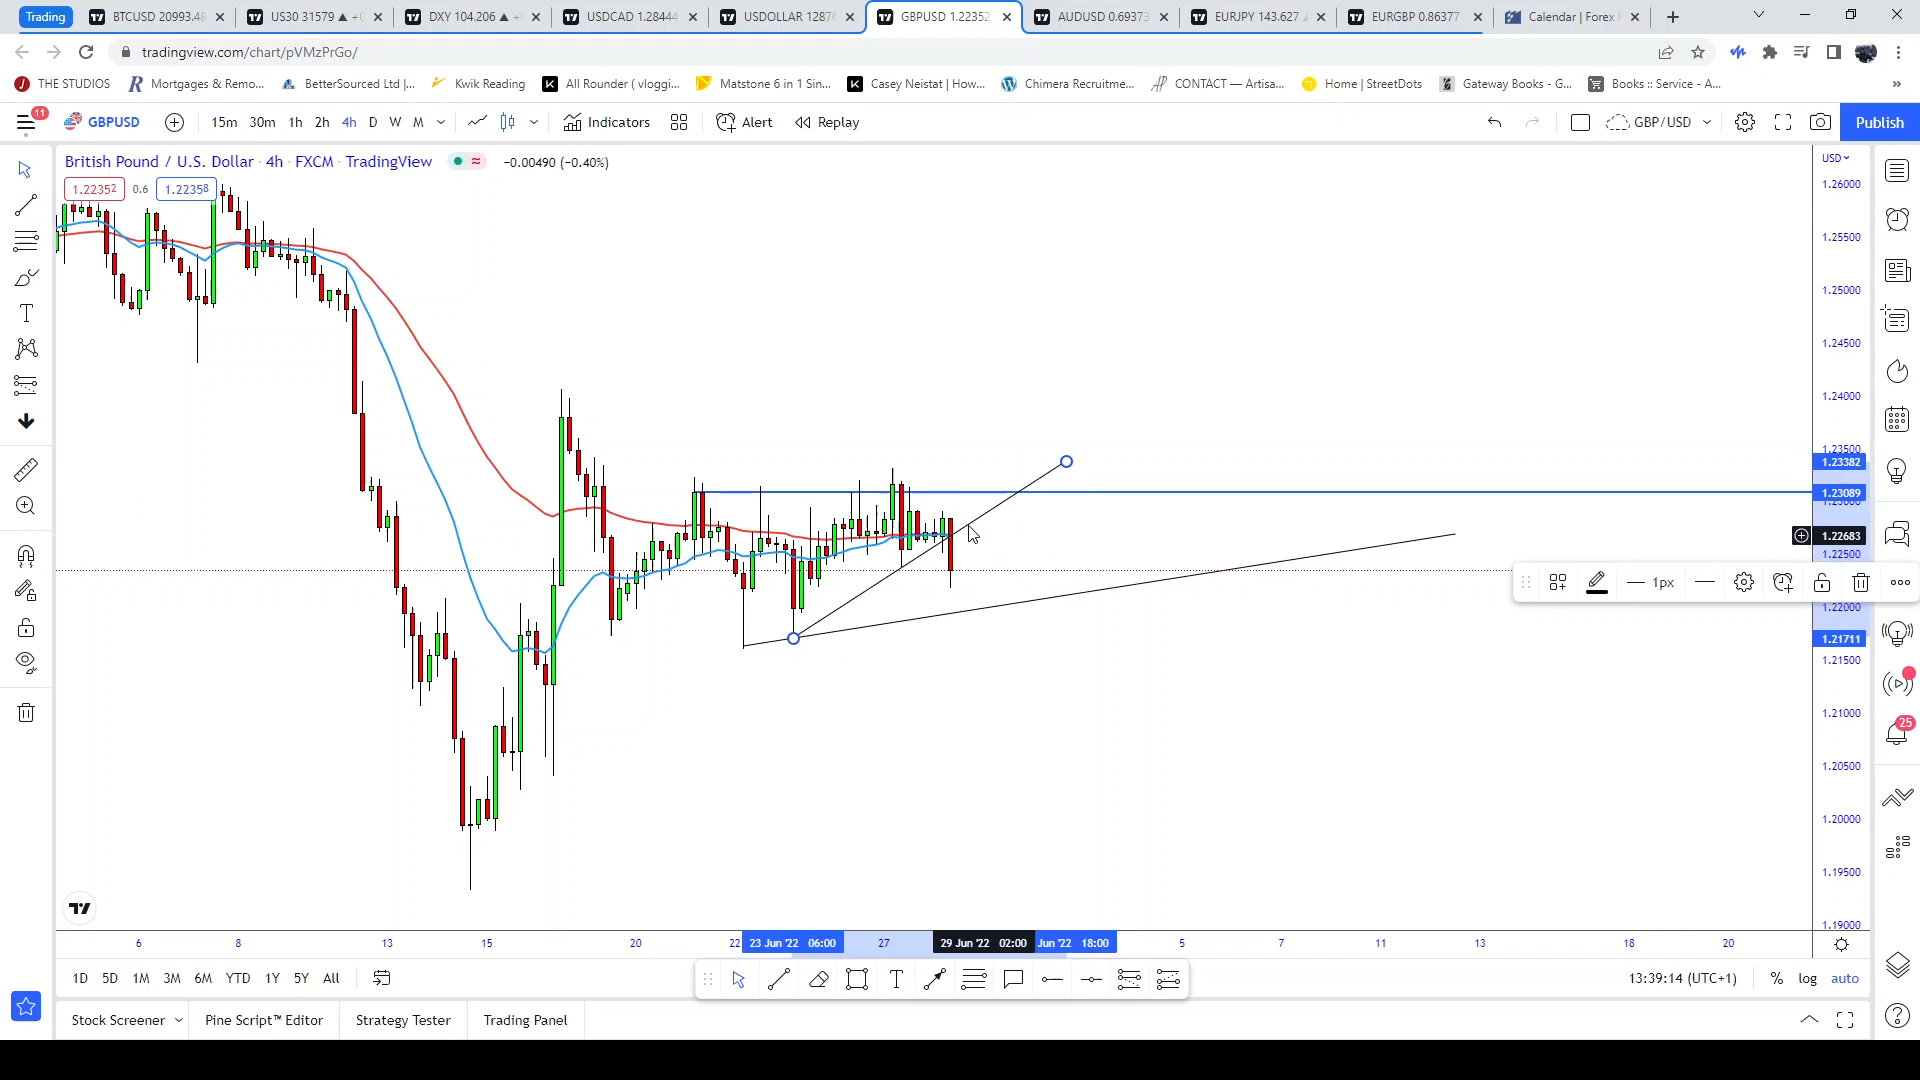 Trading
BTCUSD 20993.48
US30 31579 ▲
DXY 104.206 ▲
USDCAD 1.28444
USDOLLAR 12876
GBPUSD 1.22352
AUDUSD 0.69373
EURJPY 143.627
EURGBP 0.86377
Calendar | Forex
tradingview.com/chart/pVMzPrGo/
THE STUDIOS
Mortgages & Remo...
BetterSourced Ltd |...
Kwik Reading
All Rounder ( vloggi...
Matstone 6 in 1 Sin...
Casey Neistat | How...
Chimera Recruitme...
CONTACT — Artisa...
Home | StreetDots
Gateway Books - G...
Books :: Service - A...
»
11
GBPUSD
15m 30m 1h 2h 4h D W M
Indicators
Alert
Replay
GBP/USD
Publish
British Pound / U.S. Dollar · 4h · FXCM · TradingView
−0.00490 (−0.40%)
USD
1.22352
0.6
1.22358
1.26000
1.25500
1.25000
1.24500
1.24000
1.23500
1.23382
1.23089
1.22683
1.22500
1px
1.22000
1.21711
1.21500
1.21000
1.20500
1.20000
1.19500
1.19000
25
6
8
13
15
20
22
23 Jun '22 06:00
27
29 Jun '22 02:00
Jun '22 18:00
5
7
11
13
18
20
1D 5D 1M 3M 6M YTD 1Y 5Y All
T
13:39:14 (UTC+1)
%
log
auto
Stock Screener
Pine Script™ Editor
Strategy Tester
Trading Panel